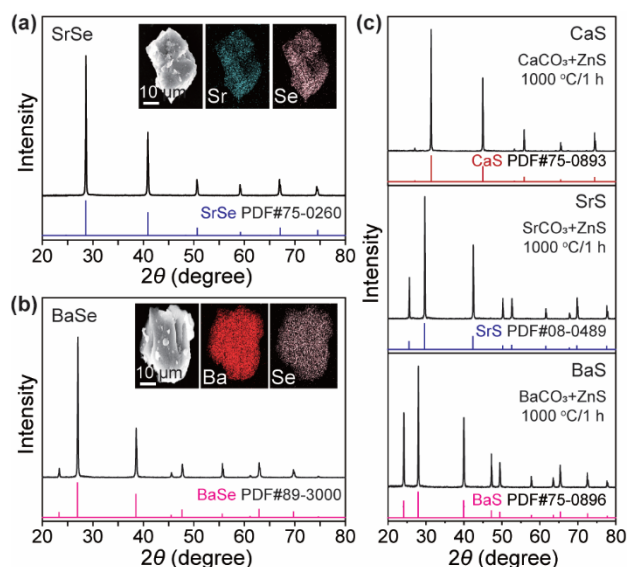 (a)
SrSe
10 μm
Sr
Se
Intensity
SrSe PDF#75-0260
20 30 40 50 60 70 80
2θ (degree)
(b)
BaSe
10 μm
Ba
Se
Intensity
BaSe PDF#89-3000
20 30 40 50 60 70 80
2θ (degree)
(c)
CaS
CaCO₃+ZnS
1000 °C/1 h
CaS PDF#75-0893
Intensity
SrS
SrCO₃+ZnS
1000 °C/1 h
SrS PDF#08-0489
BaS
BaCO₃+ZnS
1000 °C/1 h
BaS PDF#75-0896
20 30 40 50 60 70 80
2θ (degree)